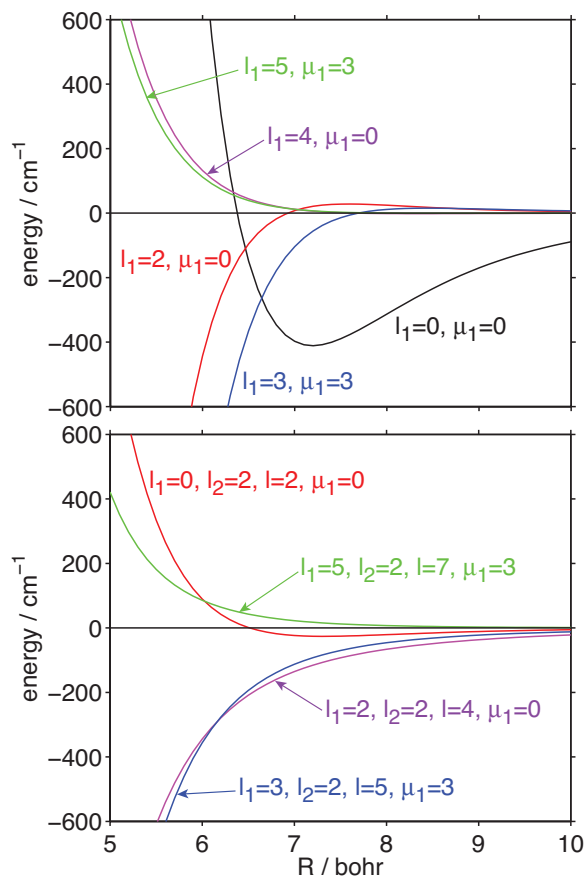 600
l₁=5, μ₁=3
400
l₁=4, μ₁=0
200
0
energy / cm⁻¹
l₁=2, μ₁=0
−200
l₁=0, μ₁=0
−400
l₁=3, μ₁=3
−600
600
l₁=0, l₂=2, l=2, μ₁=0
400
l₁=5, l₂=2, l=7, μ₁=3
200
0
energy / cm⁻¹
−200
l₁=2, l₂=2, l=4, μ₁=0
−400
l₁=3, l₂=2, l=5, μ₁=3
−600
5 6 7 8 9 10
R / bohr